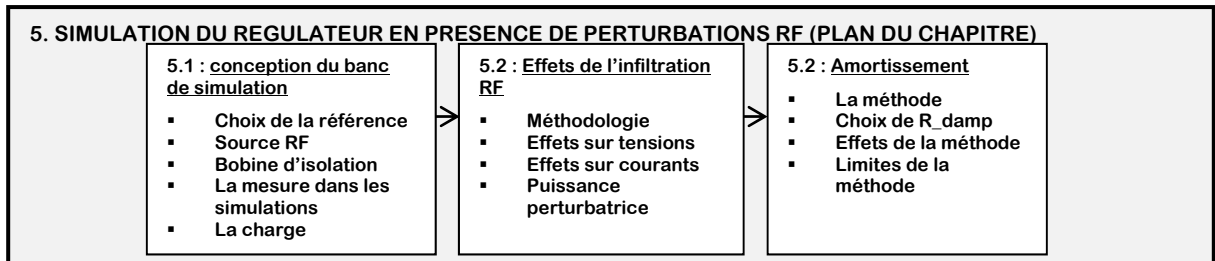 5. SIMULATION DU REGULATEUR EN PRESENCE DE PERTURBATIONS RF (PLAN DU CHAPITRE)
5.1 : conception du banc
de simulation
▪ Choix de la référence
▪ Source RF
▪ Bobine d'isolation
▪ La mesure dans les
simulations
▪ La charge
5.2 : Effets de l'infiltration
RF
▪ Méthodologie
▪ Effets sur tensions
▪ Effets sur courants
▪ Puissance
perturbatrice
5.2 : Amortissement
▪ La méthode
▪ Choix de R_damp
▪ Effets de la méthode
▪ Limites de la
méthode